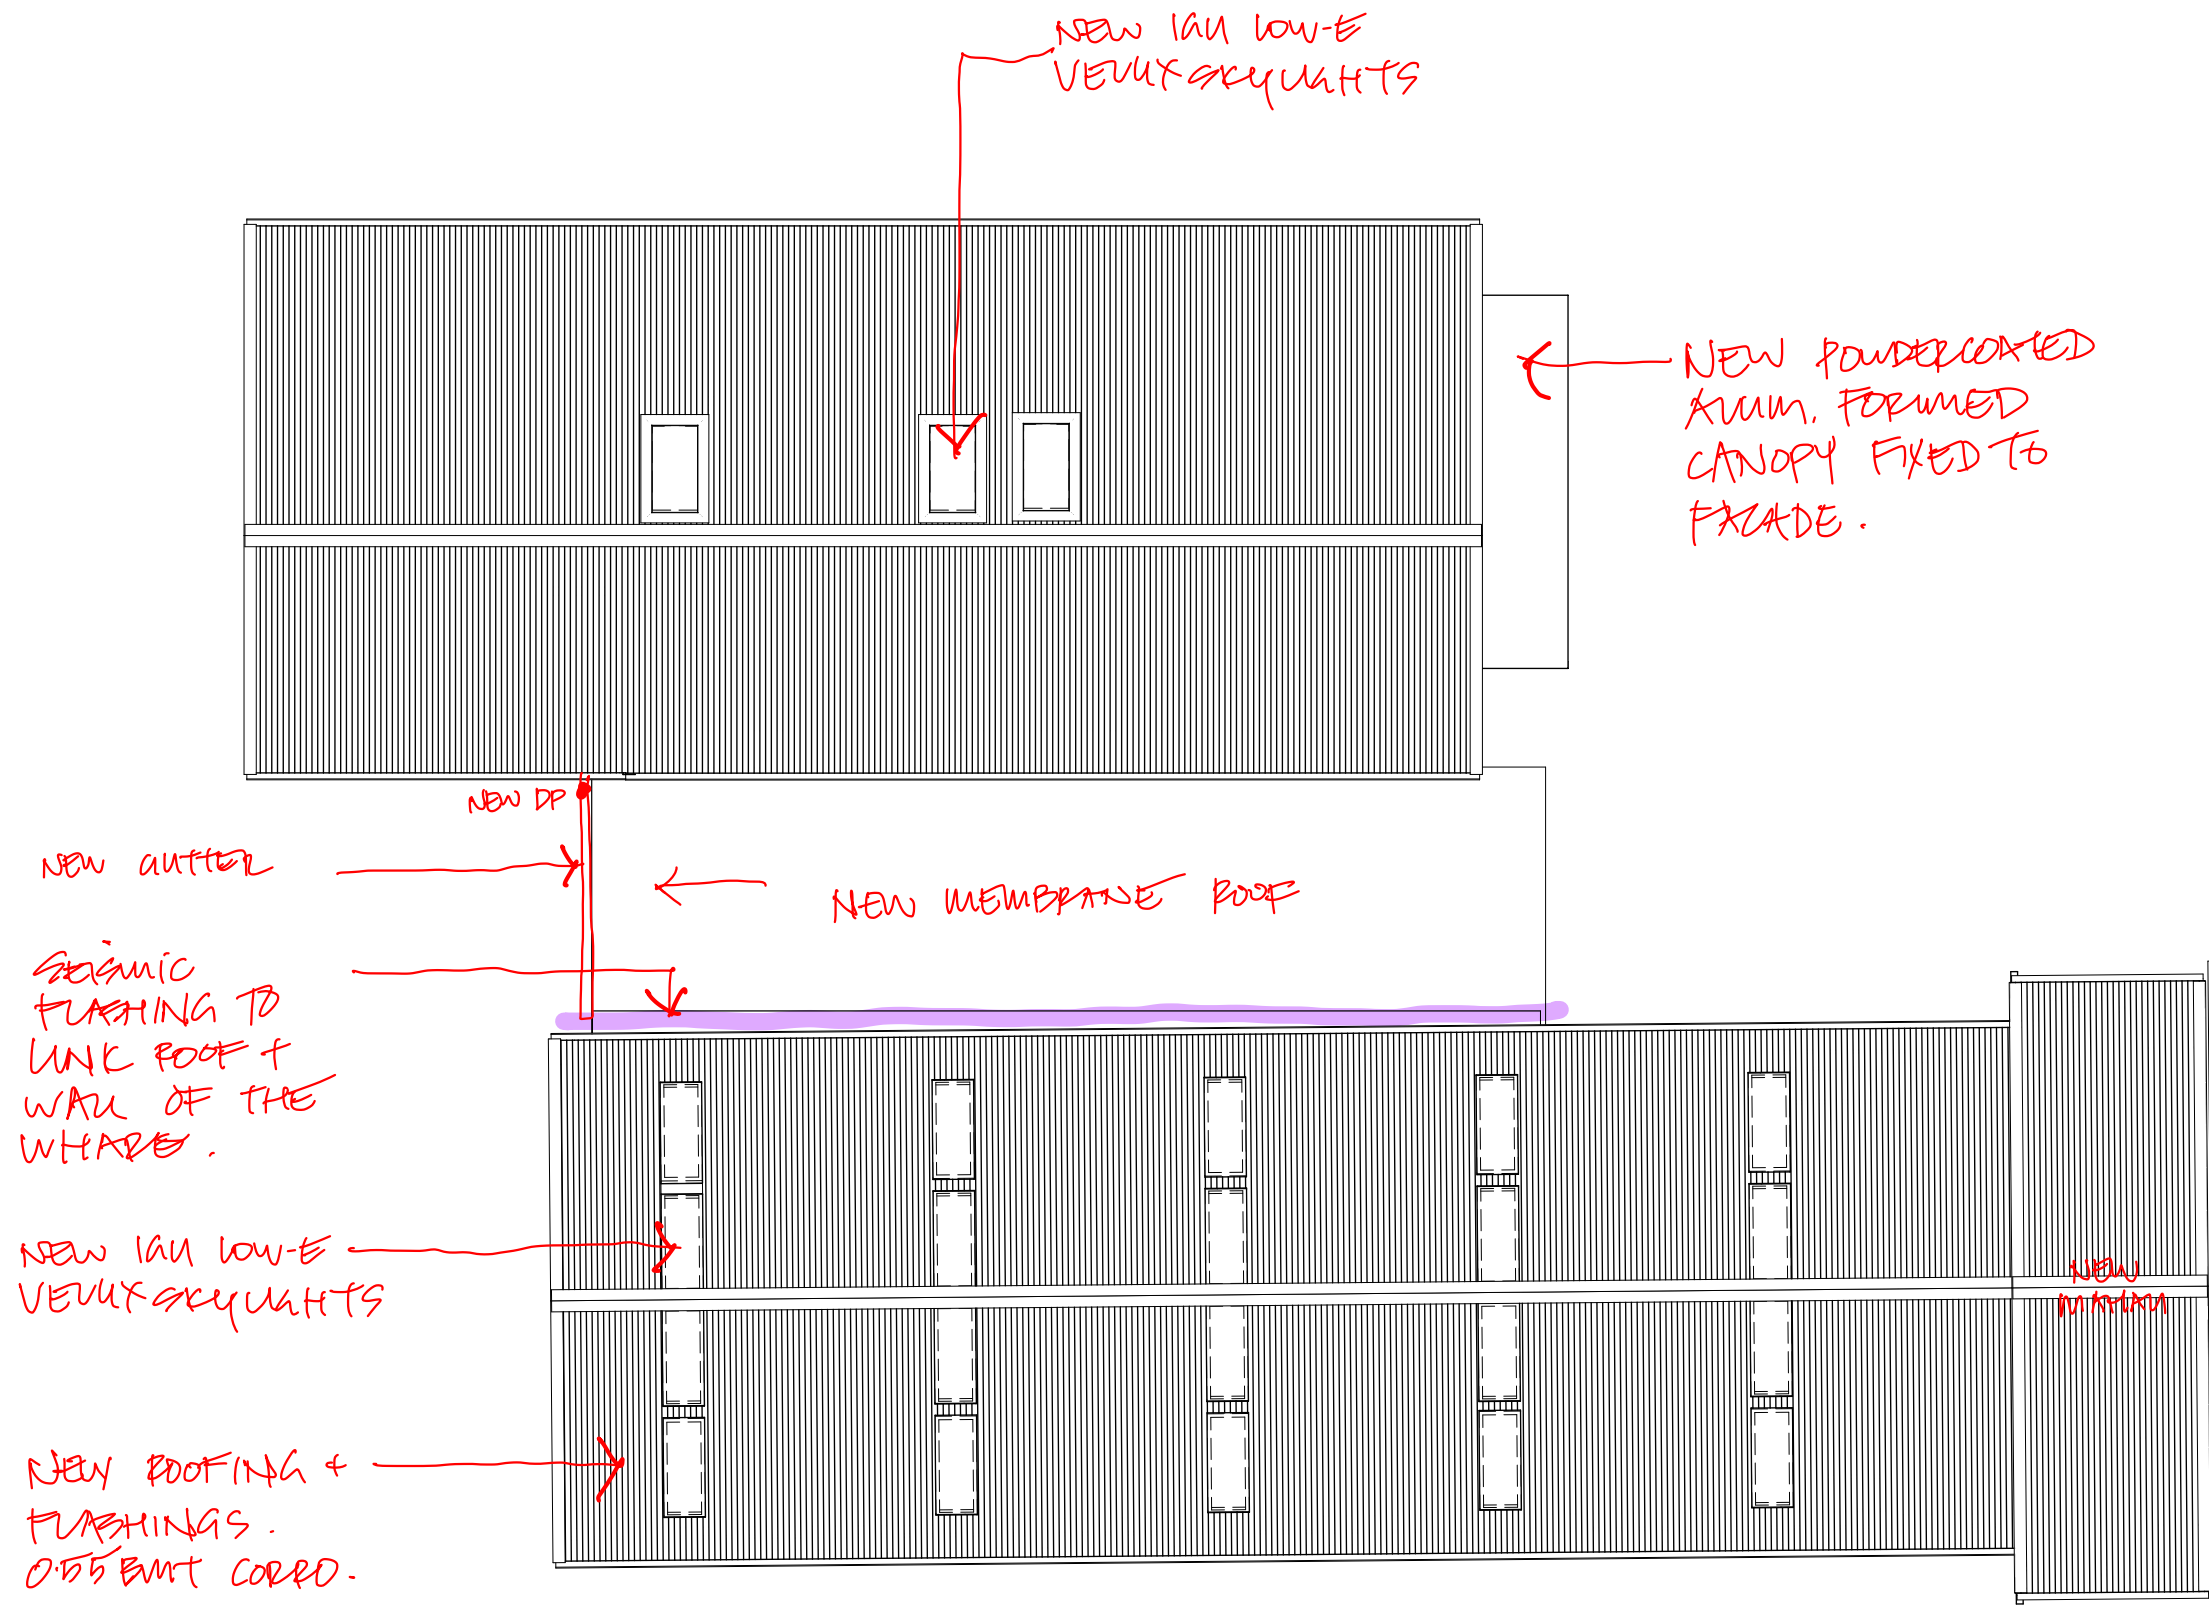 NEW IGU LOW-E
VELUX SKYLIGHTS
NEW POWDERCOATED
ALUM. FORMED
CANOPY FIXED TO
FACADE.
NEW DP
NEW GUTTER
NEW MEMBRANE ROOF
SEISMIC
FLASHING TO
LINK ROOF +
WALL OF THE
WHARE.
NEW IGU LOW-E
VELUX SKYLIGHTS
NEW
MAHAU
NEW ROOFING +
FLASHINGS.
0.55 BMT CORRO.